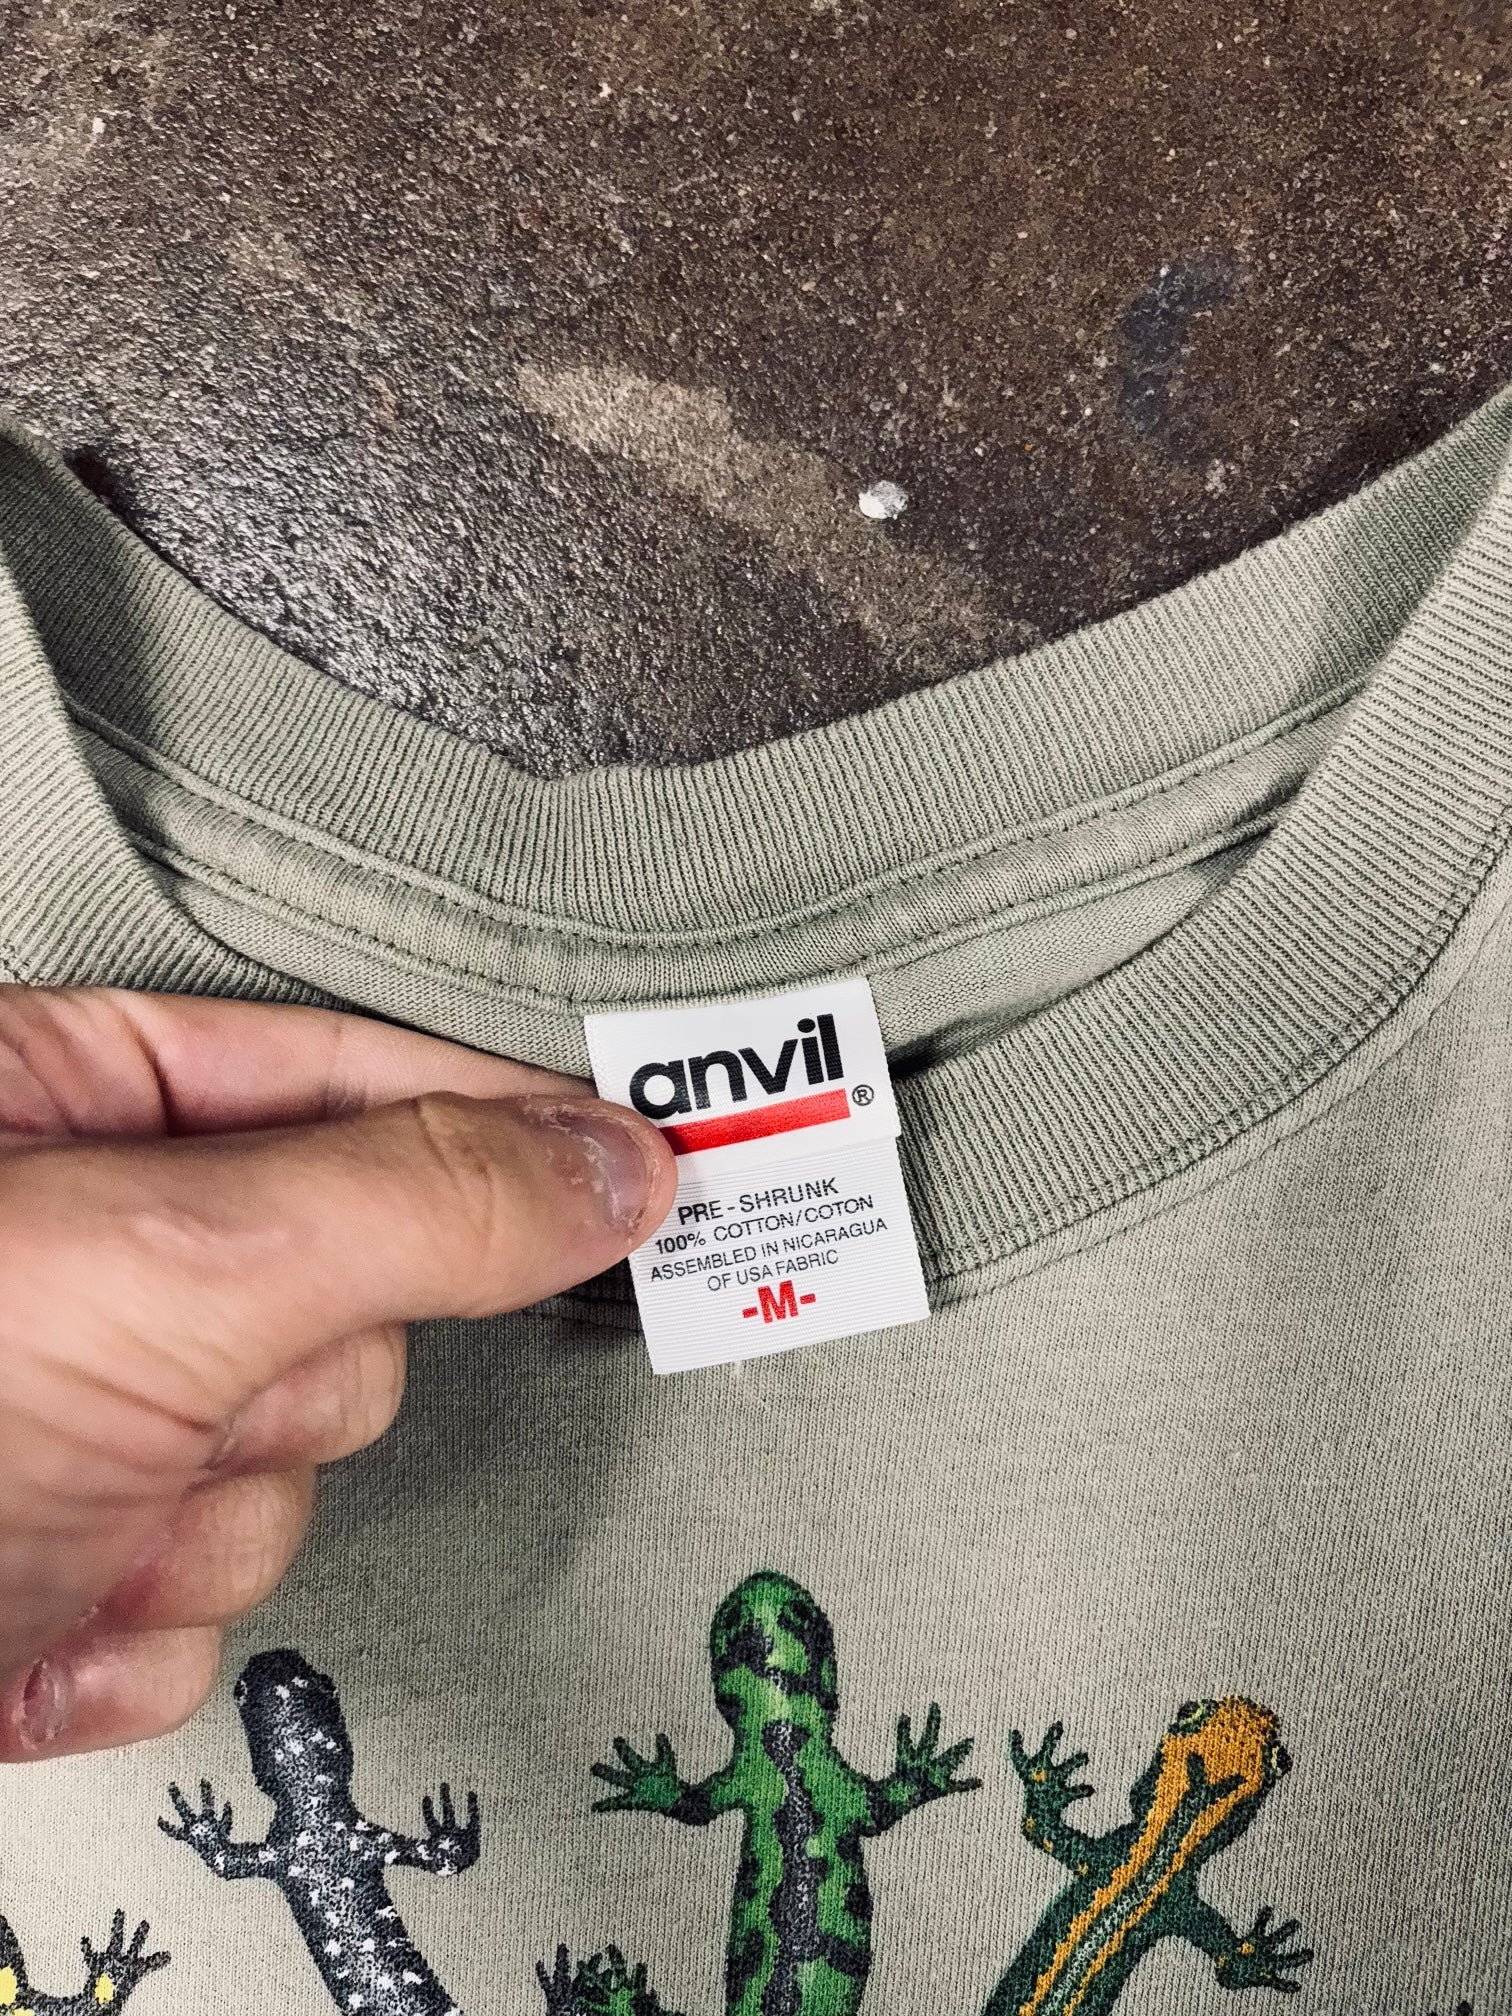 anvil®
PRE-SHRUNK
100% COTTON/COTON
ASSEMBLED IN NICARAGUA
OF USA FABRIC
-M-